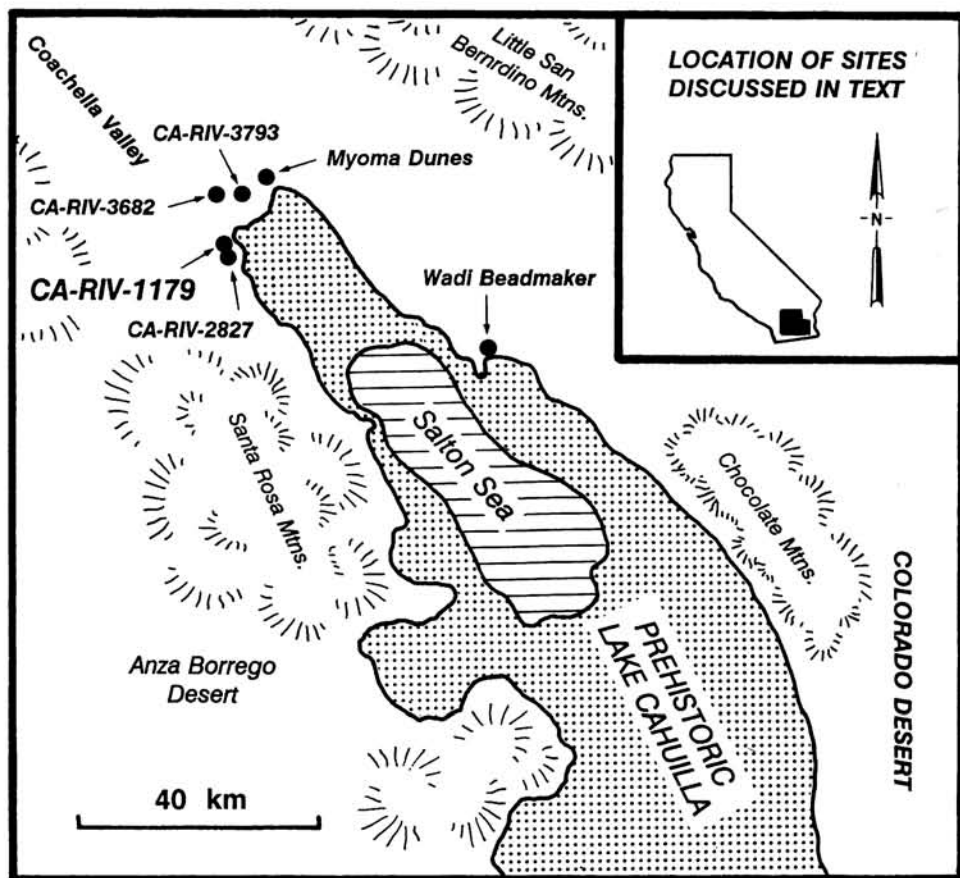 Coachella Valley
Little San
Bernrdino Mtns.
LOCATION OF SITES
DISCUSSED IN TEXT
N
CA-RIV-3793
Myoma Dunes
CA-RIV-3682
CA-RIV-1179
CA-RIV-2827
Wadi Beadmaker
Santa Rosa Mtns.
Salton Sea
Chocolate Mtns.
COLORADO DESERT
PREHISTORIC
LAKE CAHUILLA
Anza Borrego
Desert
40 km